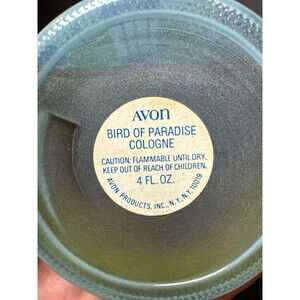 AVON
BIRD OF PARADISE
COLOGNE
CAUTION: FLAMMABLE UNTIL DRY.
KEEP OUT OF REACH OF CHILDREN.
4 FL. OZ.
AVON PRODUCTS, INC., N.Y., N.Y. 10019